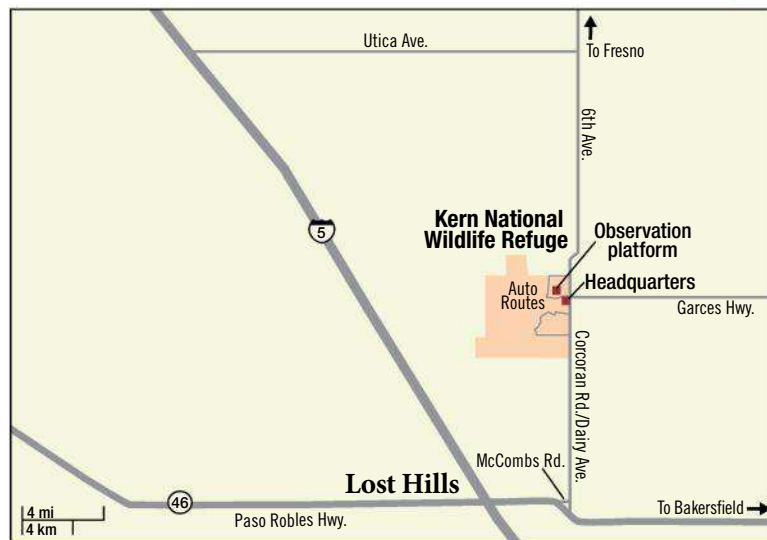 Utica Ave.
To Fresno
6th Ave.
5
Kern National
Wildlife Refuge
Observation
platform
Auto
Routes
Headquarters
Garces Hwy.
Corcoran Rd./Dairy Ave.
McCombs Rd.
Lost Hills
46
Paso Robles Hwy.
To Bakersfield
4 mi
4 km